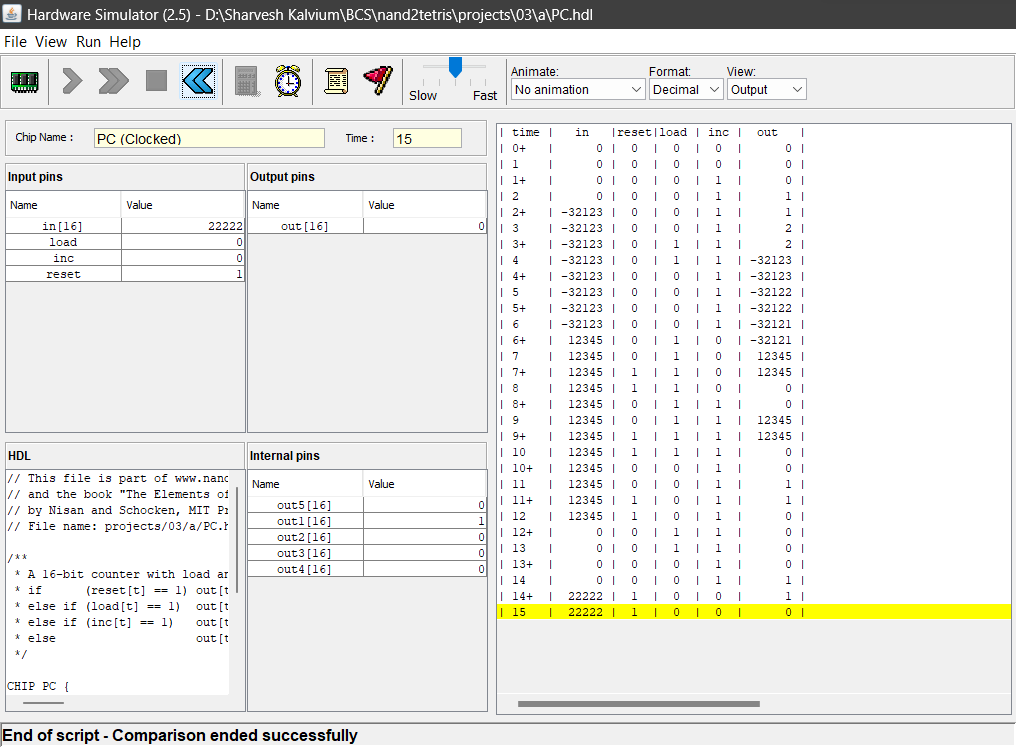 Hardware Simulator (2.5) - D:\Sharvesh Kalvium\BCS\nand2tetris\projects\03\a\PC.hdl
File View Run Help
Slow Fast
Animate: Format: View:
No animation Decimal Output
Chip Name : PC (Clocked) Time : 15
Input pins
Name Value
in[16] 22222
load 0
inc 0
reset 1
Output pins
Name Value
out[16] 0
HDL
// This file is part of www.nand
// and the book "The Elements of
// by Nisan and Schocken, MIT Pr
// File name: projects/03/a/PC.h
/**
* A 16-bit counter with load an
* if (reset[t] == 1) out[t
* else if (load[t] == 1) out[t
* else if (inc[t] == 1) out[t
* else out[t
*/
CHIP PC {
Internal pins
Name Value
out5[16] 0
out1[16] 1
out2[16] 0
out3[16] 0
out4[16] 0
| time | in |reset|load | inc | out |
| 0+ | 0 | 0 | 0 | 0 | 0 |
| 1 | 0 | 0 | 0 | 0 | 0 |
| 1+ | 0 | 0 | 0 | 1 | 0 |
| 2 | 0 | 0 | 0 | 1 | 1 |
| 2+ | -32123 | 0 | 0 | 1 | 1 |
| 3 | -32123 | 0 | 0 | 1 | 2 |
| 3+ | -32123 | 0 | 1 | 1 | 2 |
| 4 | -32123 | 0 | 1 | 1 | -32123 |
| 4+ | -32123 | 0 | 0 | 1 | -32123 |
| 5 | -32123 | 0 | 0 | 1 | -32122 |
| 5+ | -32123 | 0 | 0 | 1 | -32122 |
| 6 | -32123 | 0 | 0 | 1 | -32121 |
| 6+ | 12345 | 0 | 1 | 0 | -32121 |
| 7 | 12345 | 0 | 1 | 0 | 12345 |
| 7+ | 12345 | 1 | 1 | 0 | 12345 |
| 8 | 12345 | 1 | 1 | 0 | 0 |
| 8+ | 12345 | 0 | 1 | 1 | 0 |
| 9 | 12345 | 0 | 1 | 1 | 12345 |
| 9+ | 12345 | 1 | 1 | 1 | 12345 |
| 10 | 12345 | 1 | 1 | 1 | 0 |
| 10+ | 12345 | 0 | 0 | 1 | 0 |
| 11 | 12345 | 0 | 0 | 1 | 1 |
| 11+ | 12345 | 1 | 0 | 1 | 1 |
| 12 | 12345 | 1 | 0 | 1 | 0 |
| 12+ | 0 | 0 | 1 | 1 | 0 |
| 13 | 0 | 0 | 1 | 1 | 0 |
| 13+ | 0 | 0 | 0 | 1 | 0 |
| 14 | 0 | 0 | 0 | 1 | 1 |
| 14+ | 22222 | 1 | 0 | 0 | 1 |
| 15 | 22222 | 1 | 0 | 0 | 0 |
End of script - Comparison ended successfully